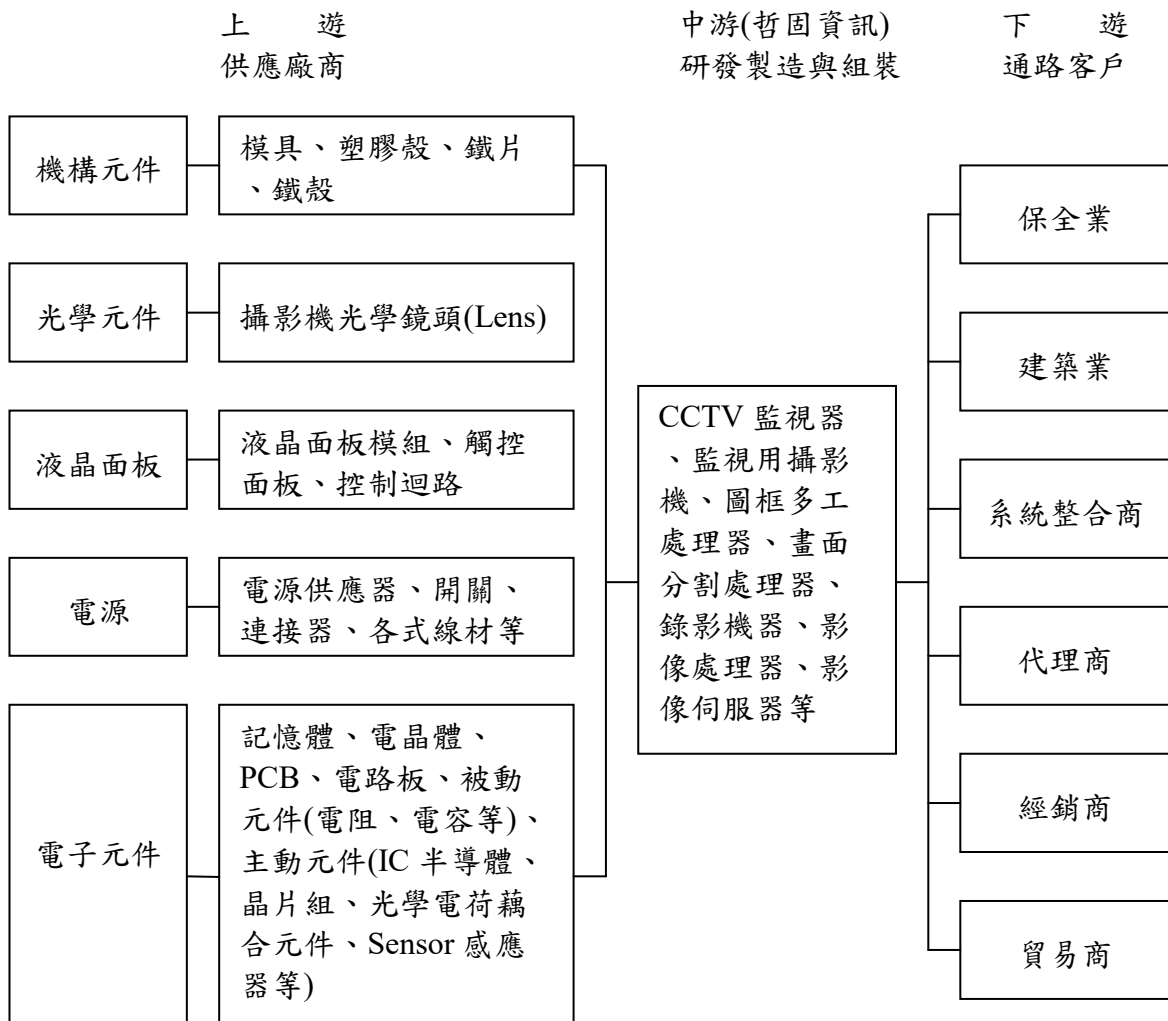 上 遊
供應廠商
中游(哲固資訊)
研發製造與組裝
下 遊
通路客戶
機構元件
模具、塑膠殼、鐵片
、鐵殼
光學元件
攝影機光學鏡頭(Lens)
液晶面板
液晶面板模組、觸控
面板、控制迴路
電源
電源供應器、開關、
連接器、各式線材等
電子元件
記憶體、電晶體、
PCB、電路板、被動
元件(電阻、電容等)、
主動元件(IC 半導體、
晶片組、光學電荷藕
合元件、Sensor 感應
器等)
CCTV 監視器
、監視用攝影
機、圖框多工
處理器、畫面
分割處理器、
錄影機器、影
像處理器、影
像伺服器等
保全業
建築業
系統整合商
代理商
經銷商
貿易商